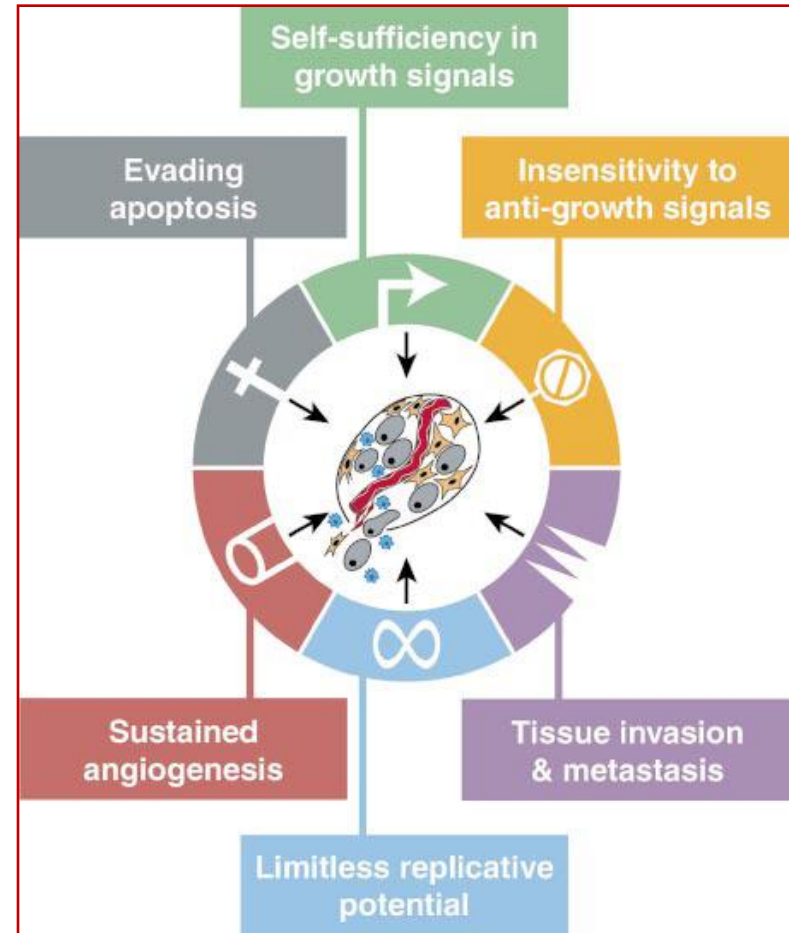 Self-sufficiency in
growth signals
Evading
apoptosis
Insensitivity to
anti-growth signals
Sustained
angiogenesis
Tissue invasion
& metastasis
Limitless replicative
potential